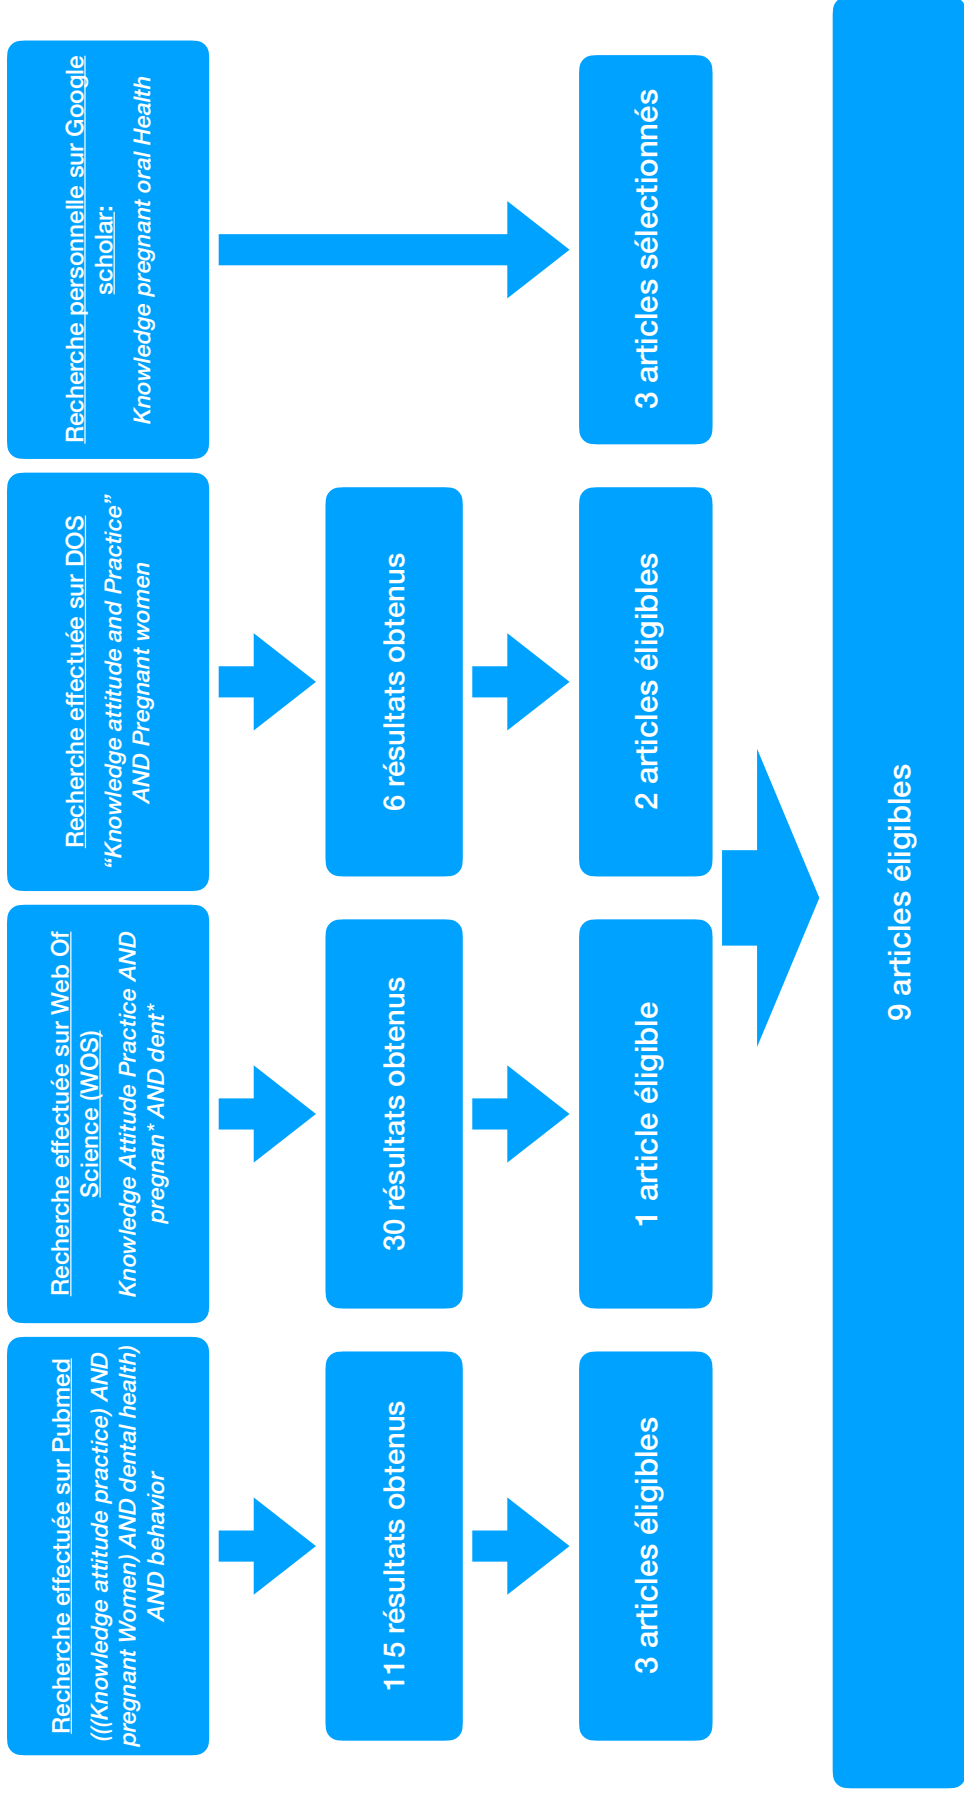 Recherche effectuée sur Pubmed
(((Knowledge attitude practice) AND
pregnant Women) AND dental health)
AND behavior
Recherche effectuée sur Web Of
Science (WOS)
Knowledge Attitude Practice AND
pregnan* AND dent*
Recherche effectuée sur DOS
“Knowledge attitude and Practice”
AND Pregnant women
Recherche personnelle sur Google
scholar:
Knowledge pregnant oral Health
115 résultats obtenus
30 résultats obtenus
6 résultats obtenus
3 articles éligibles
1 article éligible
2 articles éligibles
3 articles sélectionnés
9 articles éligibles